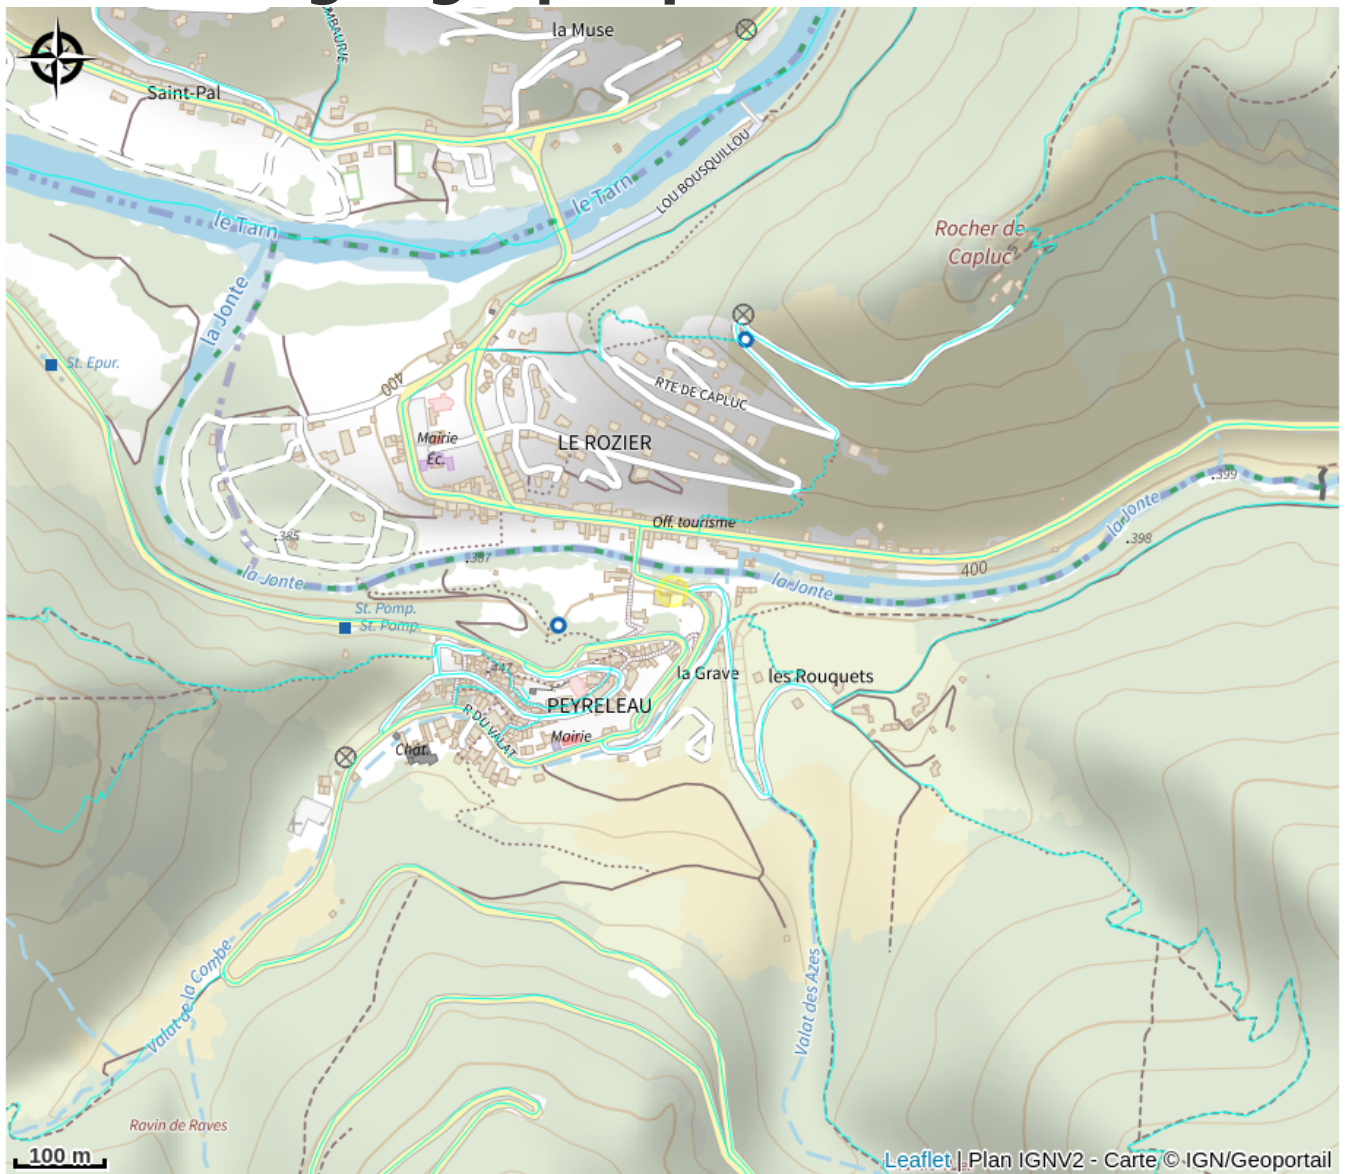 la Muse
Saint-Pal
le Tarn
le Tarn
LOU BOUSQUILLOU
Rocher de
Capluc
la Jonte
St. Epur.
400
RTE DE CAPLUC
Mairie
Éc.
LE ROZIER
Off. tourisme
.399
la Jonte
.398
400
.385
.387
la Jonte
la Jonte
St. Pomp.
St. Pomp.
.447
la Grave
les Rouquets
PEYRELEAU
R DU VALAT
Mairie
Chât.
Valat de la Combe
Valat des Azes
Ravin de Raves
100 m
Leaflet | Plan IGNV2 - Carte © IGN/Geoportail